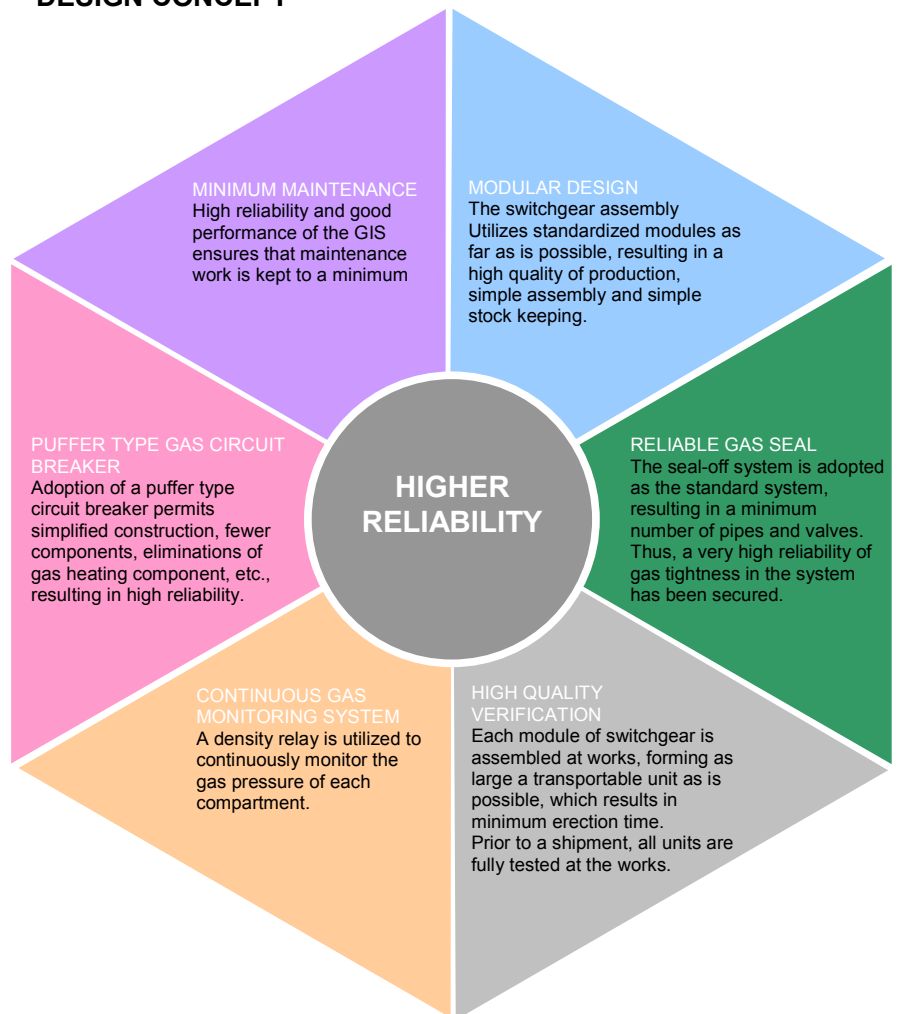 DESIGN CONCEPT
MINIMUM MAINTENANCE
High reliability and good
performance of the GIS
ensures that maintenance
work is kept to a minimum
MODULAR DESIGN
The switchgear assembly
Utilizes standardized modules as
far as is possible, resulting in a
high quality of production,
simple assembly and simple
stock keeping.
PUFFER TYPE GAS CIRCUIT
BREAKER
Adoption of a puffer type
circuit breaker permits
simplified construction, fewer
components, eliminations of
gas heating component, etc.,
resulting in high reliability.
HIGHER
RELIABILITY
RELIABLE GAS SEAL
The seal-off system is adopted
as the standard system,
resulting in a minimum
number of pipes and valves.
Thus, a very high reliability of
gas tightness in the system
has been secured.
CONTINUOUS GAS
MONITORING SYSTEM
A density relay is utilized to
continuously monitor the
gas pressure of each
compartment.
HIGH QUALITY
VERIFICATION
Each module of switchgear is
assembled at works, forming as
large a transportable unit as is
possible, which results in
minimum erection time.
Prior to a shipment, all units are
fully tested at the works.